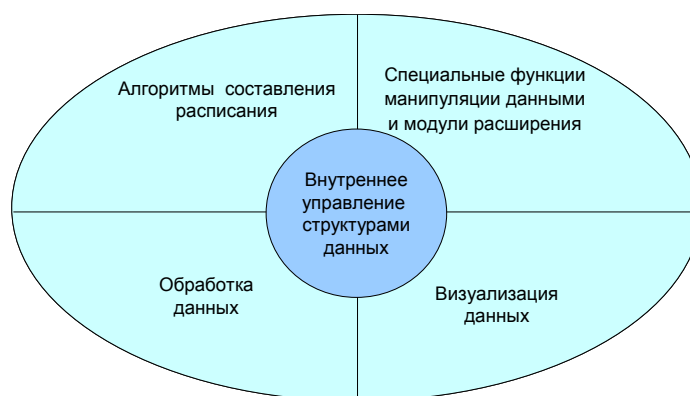 Алгоритмы составления
расписания
Специальные функции
манипуляции данными
и модули расширения
Внутреннее
управление
структурами
данных
Обработка
данных
Визуализация
данных